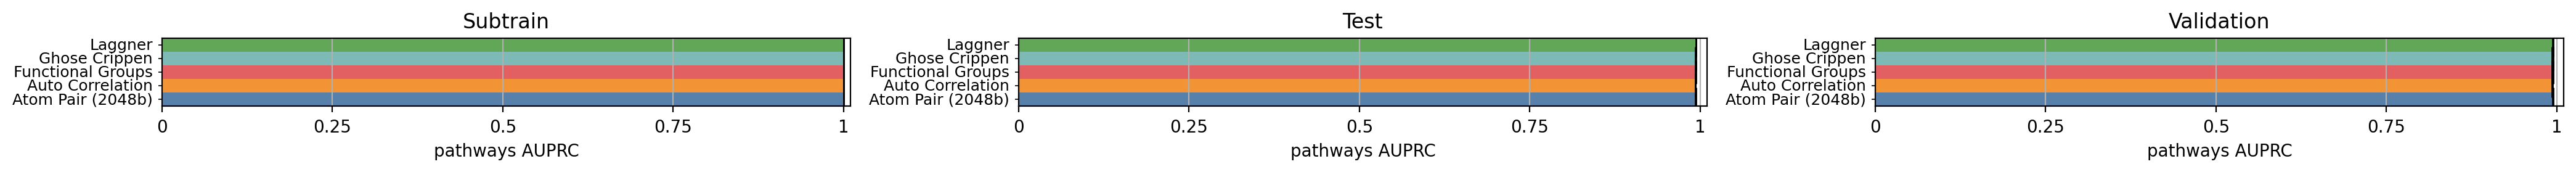 Subtrain
Laggner
Ghose Crippen
Functional Groups
Auto Correlation
Atom Pair (2048b)
0 0.25 0.5 0.75 1
pathways AUPRC
Test
Laggner
Ghose Crippen
Functional Groups
Auto Correlation
Atom Pair (2048b)
0 0.25 0.5 0.75 1
pathways AUPRC
Validation
Laggner
Ghose Crippen
Functional Groups
Auto Correlation
Atom Pair (2048b)
0 0.25 0.5 0.75 1
pathways AUPRC